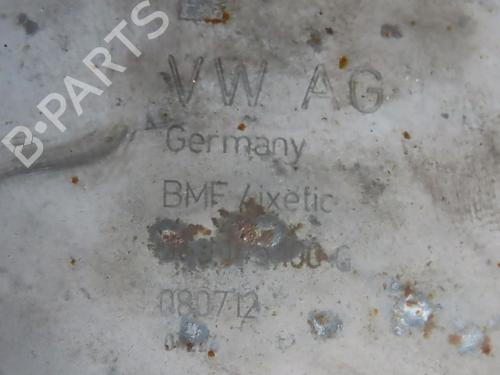 B-PARTS
VW AG
Germany
BMF / ixetic
080712